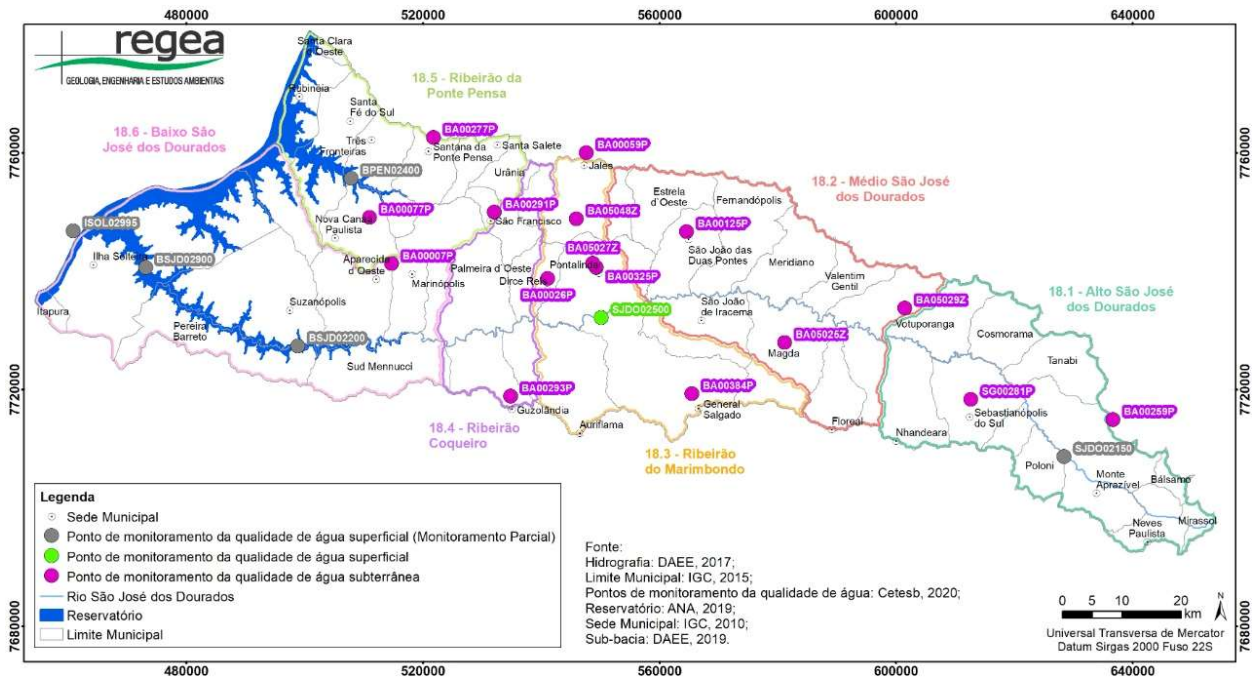 480000
520000
560000
600000
640000
7760000
7720000
7680000
regea
GEOLOGIA, ENGENHARIA E ESTUDOS AMBIENTAIS
Santa Clara
d'Oeste
Rubinéia
Santa
Fé do Sul
Três
Fronteiras
18.5 - Ribeirão da
Ponte Pensa
18.6 - Baixo São
José dos Dourados
BA00277P
Santana da
Ponte Pensa
Santa Salete
Urânia
BPEN02400
BA00059P
Jales
18.2 - Médio São José
dos Dourados
Estrela
d'Oeste
Fernandópolis
ISOL02995
BA00077P
Nova Canaã
Paulista
BA00291P
São Francisco
BA05048Z
BA00125P
São João das
Duas Pontes
Ilha Solteira
BSJD02900
BA00007P
Aparecida
d'Oeste
Marinópolis
Palmeira d'Oeste
Dirce Reis
BA05027Z
Pontalinda
BA00325P
BA00026P
Meridiano
Valentim
Gentil
18.1 - Alto São José
dos Dourados
Itapura
Suzanápolis
SJDO02500
São João
de Iracema
BA05029Z
Votuporanga
Cosmorama
Pereira
Barreto
BSJD02200
Sud Mennucci
BA05025Z
Magda
Tanabi
BA00293P
Guzolândia
BA00384P
General
Salgado
SG00281P
Sebastianópolis
do Sul
BA00259P
18.4 - Ribeirão
Coqueiro
Auriflama
18.3 - Ribeirão
do Marimbondo
Floreal
Nhandeara
SJDO02150
Poloni
Monte
Aprazível
Bálsamo
Neves
Paulista
Mirassol
Legenda
Sede Municipal
Ponto de monitoramento da qualidade de água superficial (Monitoramento Parcial)
Ponto de monitoramento da qualidade de água superficial
Ponto de monitoramento da qualidade de água subterrânea
Rio São José dos Dourados
Reservatório
Limite Municipal
Fonte:
Hidrografia: DAEE, 2017;
Limite Municipal: IGC, 2015;
Pontos de monitoramento da qualidade de água: Cetesb, 2020;
Reservatório: ANA, 2019;
Sede Municipal: IGC, 2010;
Sub-bacia: DAEE, 2019.
0 5 10 20
km
N
Universal Transversa de Mercator
Datum Sirgas 2000 Fuso 22S
7760000
7720000
7680000
480000
520000
560000
600000
640000